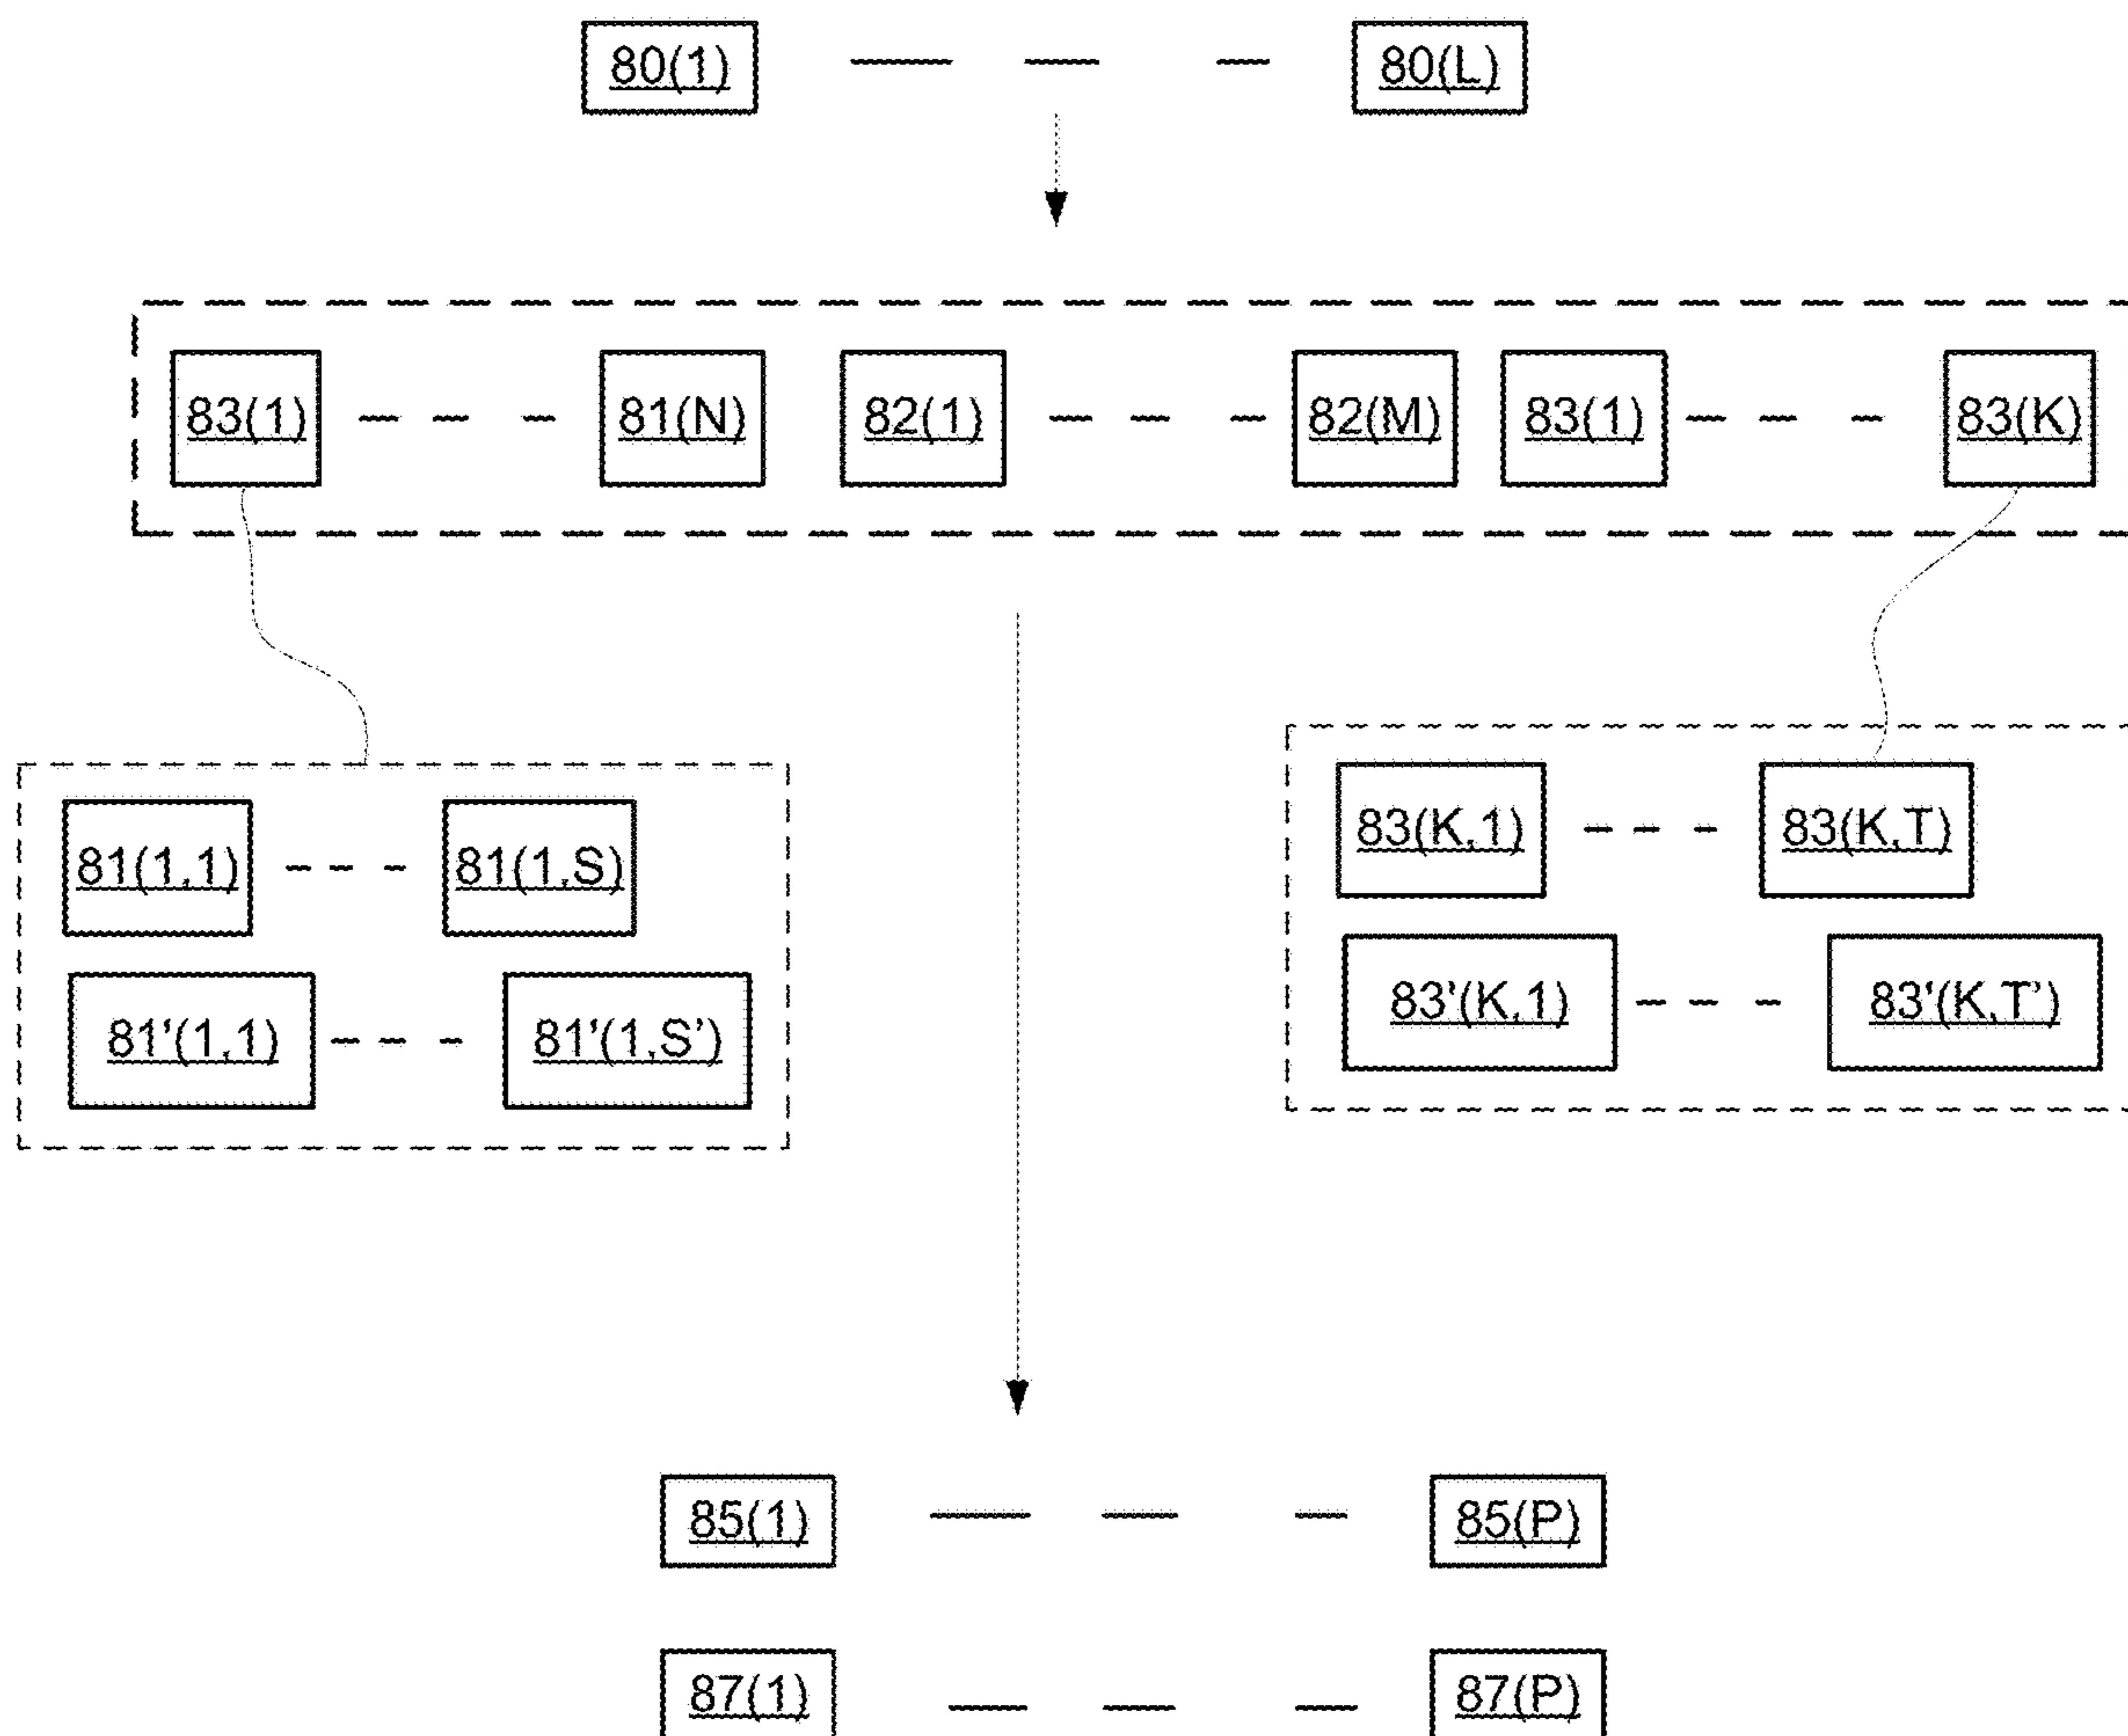 80(1) 80(L)
83(1) 81(N) 82(1) 82(M) 83(1) 83(K)
81(1,1) 81(1,S)
81'(1,1) 81'(1,S’)
83(K,1) 83(K,T)
83'(K,1) 83'(K,T’)
85(1) 85(P)
87(1) 87(P)